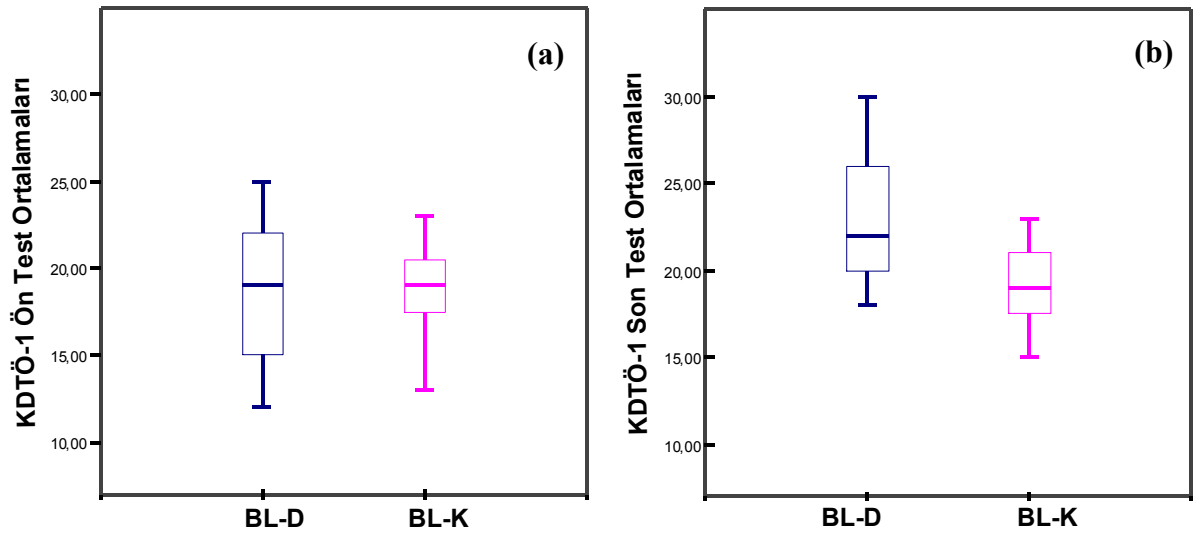 (a)
KDTÖ-1 Ön Test Ortalamaları
30,00
25,00
20,00
15,00
10,00
BL-D
BL-K
(b)
KDTÖ-1 Son Test Ortalamaları
30,00
25,00
20,00
15,00
10,00
BL-D
BL-K